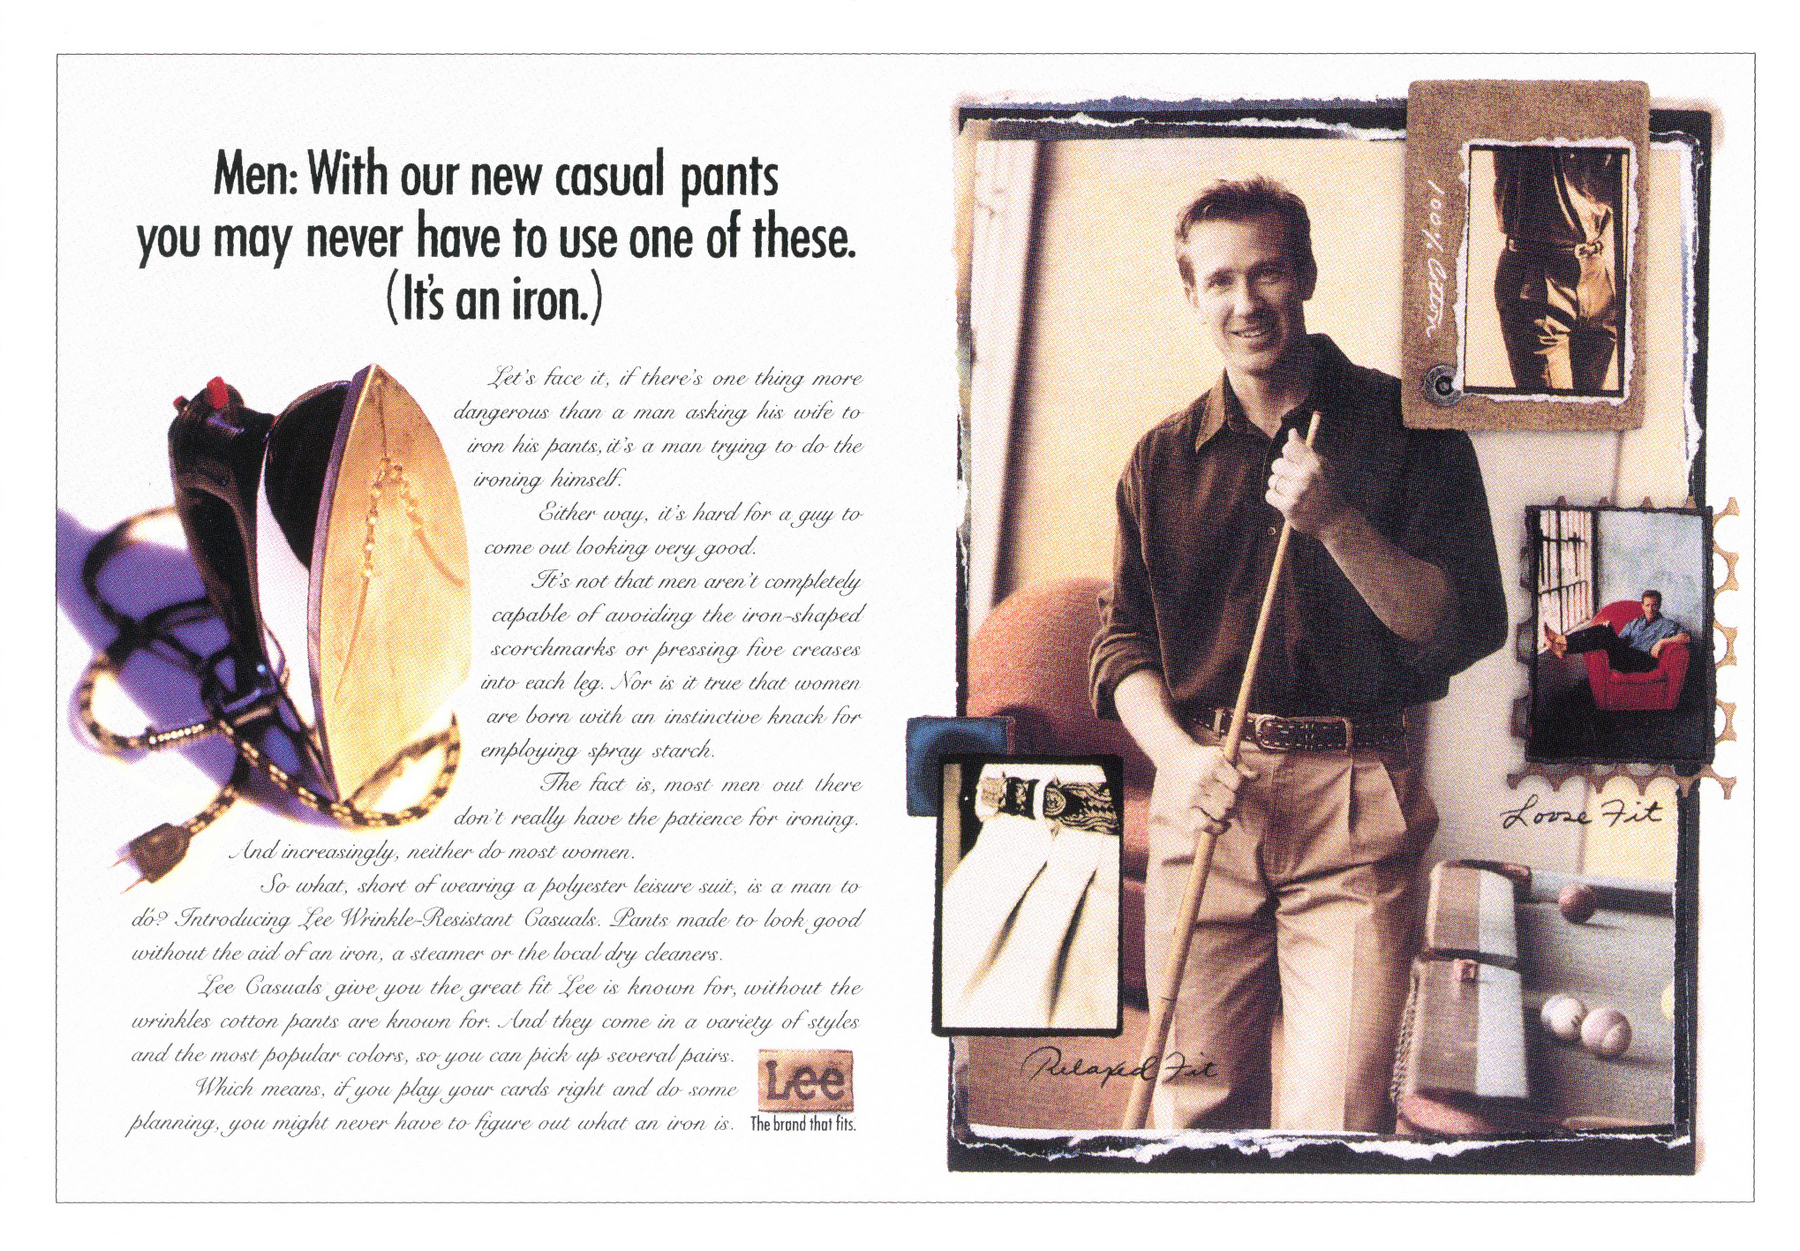 Men: With our new casual pants
you may never have to use one of these.
(It's an iron.)
Let's face it, if there's one thing more
dangerous than a man asking his wife to
iron his pants, it's a man trying to do the
ironing himself.
Either way, it's hard for a guy to
come out looking very good.
It's not that men aren't completely
capable of avoiding the iron-shaped
scorchmarks or pressing five creases
into each leg. Nor is it true that women
are born with an instinctive knack for
employing spray starch.
The fact is, most men out there
don't really have the patience for ironing.
And increasingly, neither do most women.
So what, short of wearing a polyester leisure suit, is a man to
do? Introducing Lee Wrinkle-Resistant Casuals. Pants made to look good
without the aid of an iron, a steamer or the local dry cleaners.
Lee Casuals give you the great fit Lee is known for, without the
wrinkles cotton pants are known for. And they come in a variety of styles
and the most popular colors, so you can pick up several pairs.
Which means, if you play your cards right and do some
planning, you might never have to figure out what an iron is.
Lee
The brand that fits.
100% Cotton
Loose Fit
Relaxed Fit